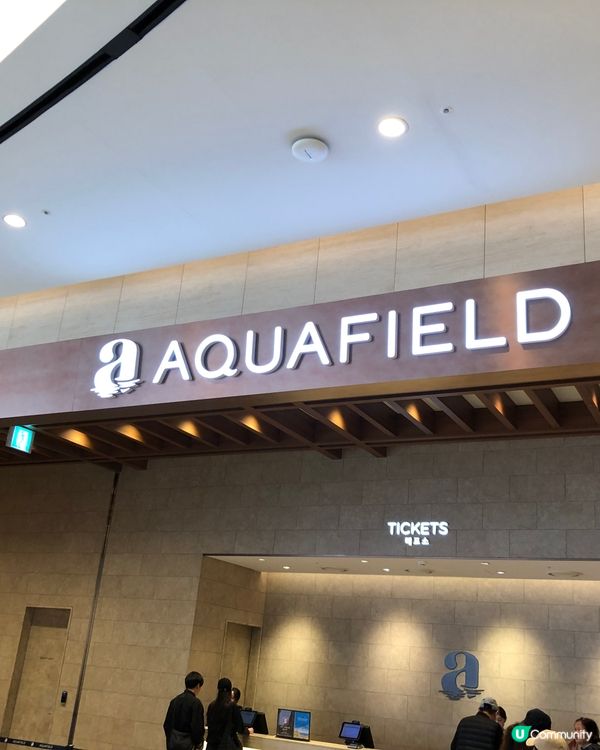 a AQUAFIELD
TICKETS
매표소
a
U Community